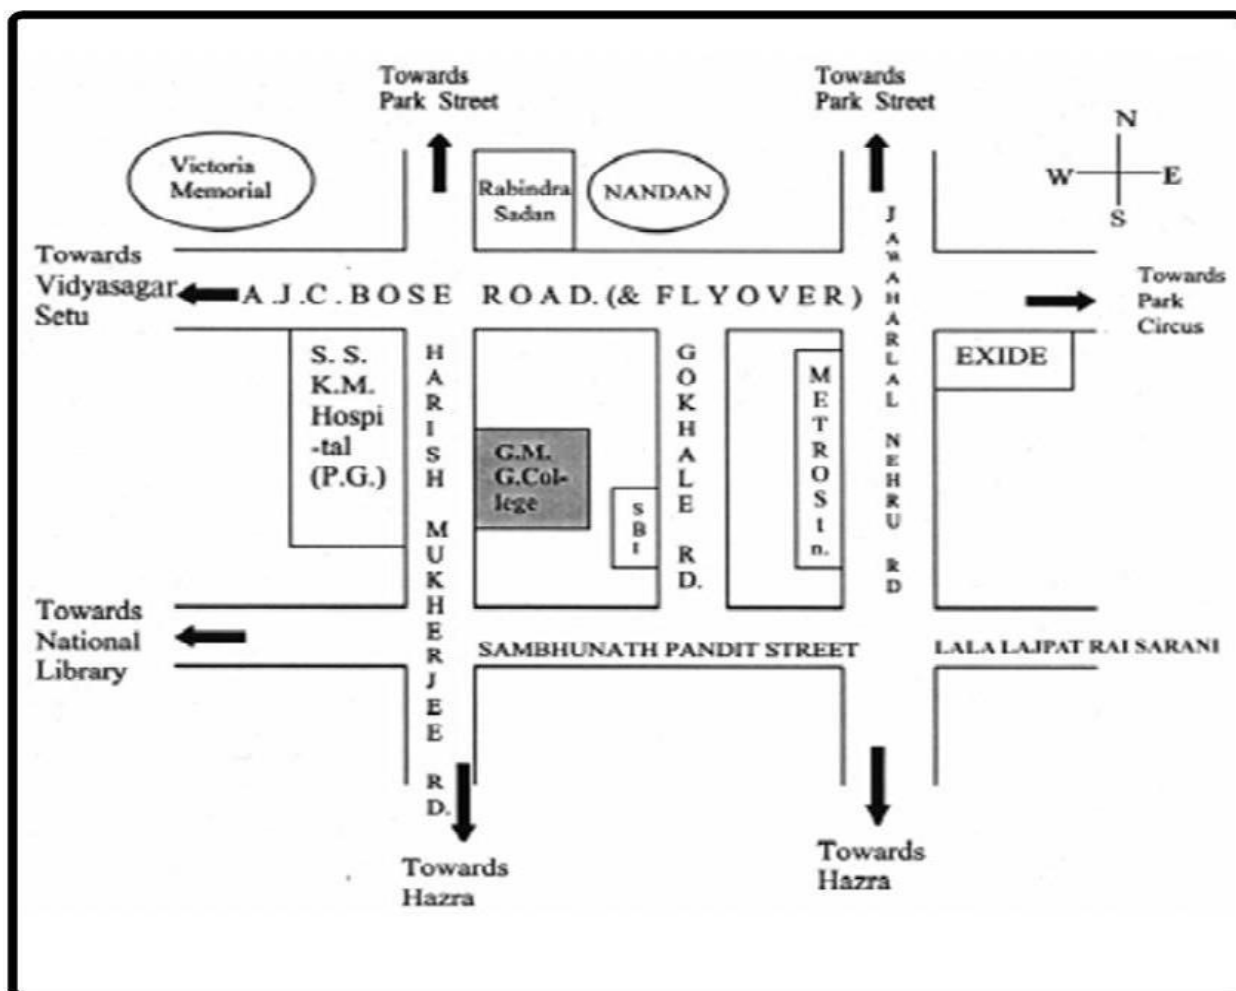 Towards
Park Street
Towards
Park Street
N
W
E
S
Victoria
Memorial
Rabindra
Sadan
NANDAN
Towards
Vidyasagar
Setu
A.J.C. BOSE ROAD. (& FLYOVER)
JAWAHARLAL NEHRU RD
Towards
Park
Circus
S. S.
K.M.
Hospi
-tal
(P.G.)
HARISH MUKHERJEE RD.
G.M.
G.Col-
lege
SBI
GOKHALE RD.
METROStn.
EXIDE
Towards
National
Library
SAMBHUNATH PANDIT STREET
LALA LAJPAT RAI SARANI
Towards
Hazra
Towards
Hazra